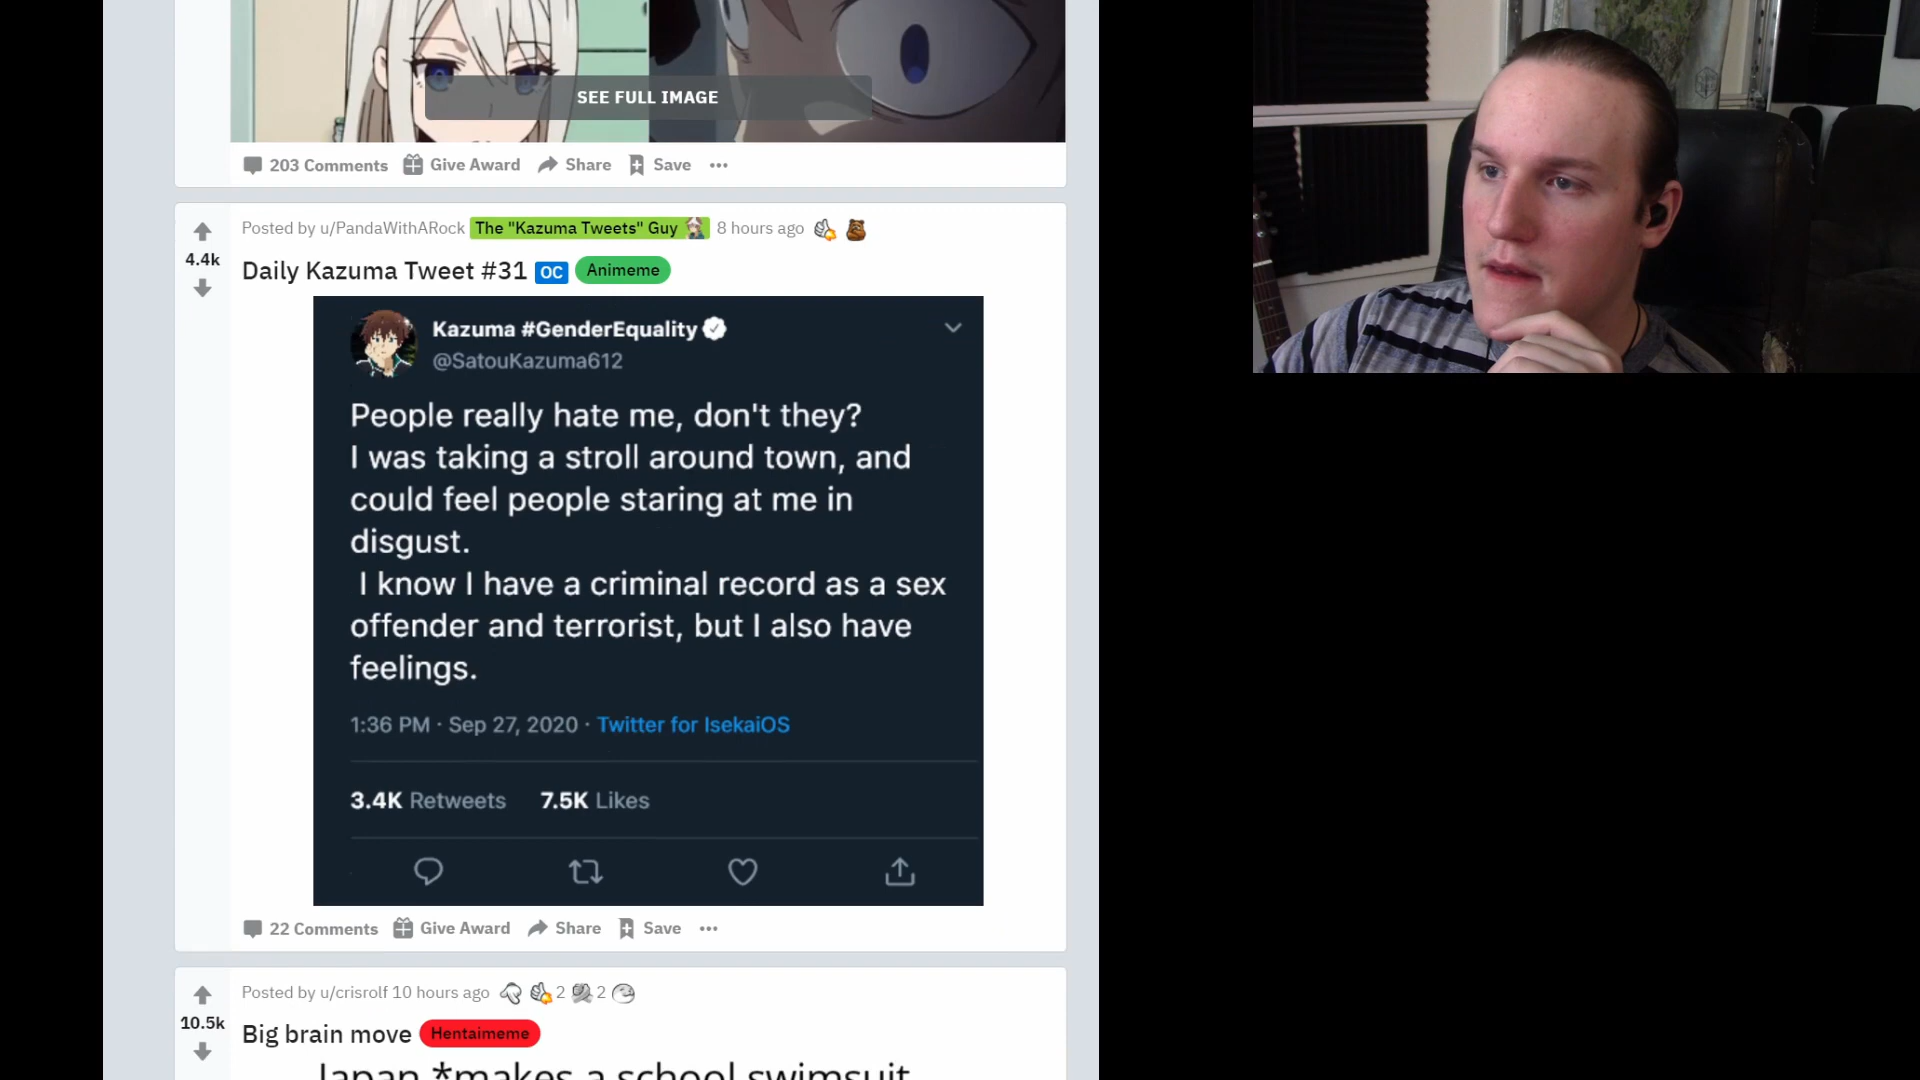 SEE FULL IMAGE
203 Comments Give Award Share Save
Posted by u/PandaWithARock The "Kazuma Tweets" Guy 8 hours ago
4.4k
Daily Kazuma Tweet #31 OC Animeme
Kazuma #GenderEquality
@SatouKazuma612
People really hate me, don't they?
I was taking a stroll around town, and
could feel people staring at me in
disgust.
I know I have a criminal record as a sex
offender and terrorist, but I also have
feelings.
1:36 PM · Sep 27, 2020 · Twitter for IsekaiOS
3.4K Retweets 7.5K Likes
22 Comments Give Award Share Save
Posted by u/crisrolf 10 hours ago 2 2
10.5k
Big brain move Hentaimeme
Japan *makes a school swimsuit